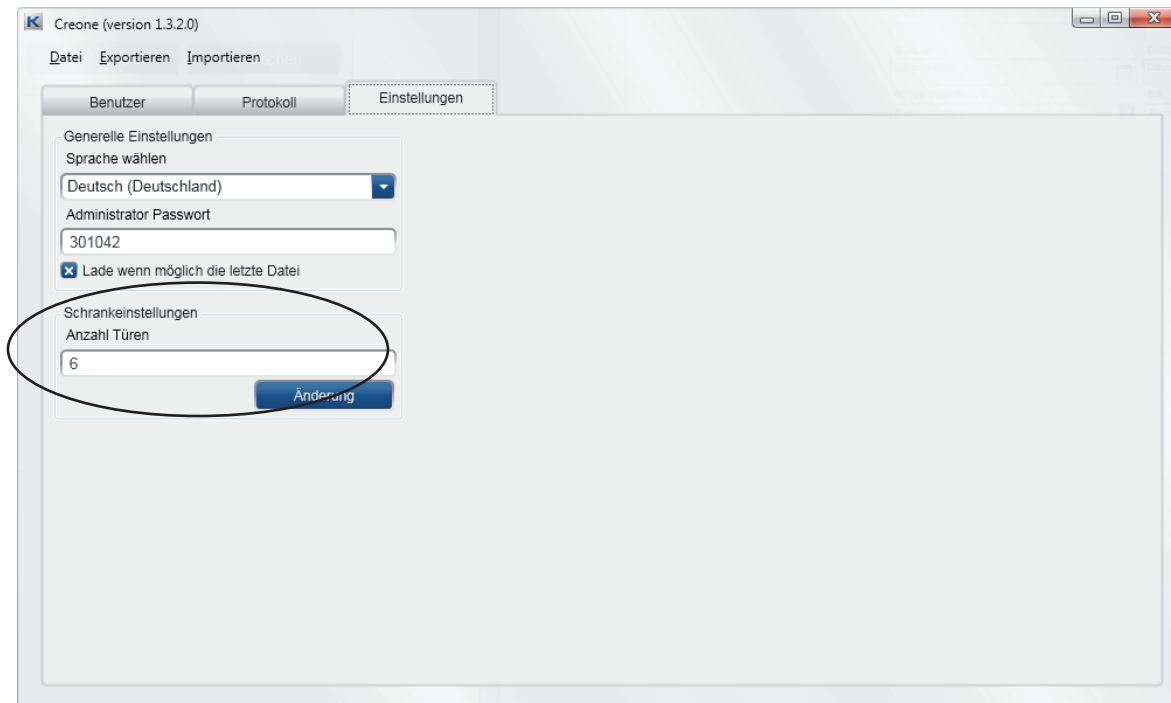 Creone (version 1.3.2.0)
Datei Exportieren Importieren
Benutzer Protokoll Einstellungen
Generelle Einstellungen
Sprache wählen
Deutsch (Deutschland)
Administrator Passwort
301042
Lade wenn möglich die letzte Datei
Schrankeinstellungen
Anzahl Türen
6
Änderung